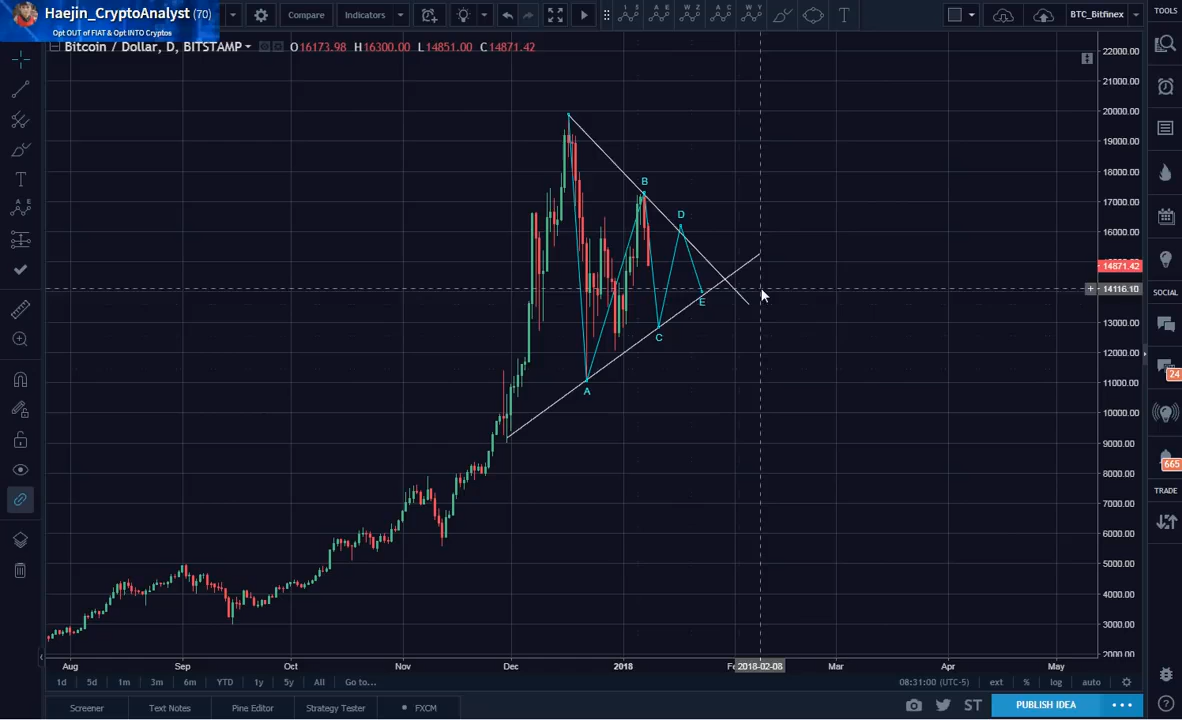 Haejin_CryptoAnalyst (70)
Opt OUT of FIAT & Opt INTO Cryptos
Compare
Indicators
BTC_Bitfinex
TOOLS
Bitcoin / Dollar, D, BITSTAMP
O16173.98 H16300.00 L14851.00 C14871.42
22000.00
21000.00
20000.00
19000.00
18000.00
17000.00
16000.00
14871.42
14116.10
13000.00
12000.00
11000.00
10000.00
9000.00
8000.00
7000.00
6000.00
5000.00
4000.00
3000.00
2000.00
B
D
E
C
A
SOCIAL
24
665
TRADE
Aug
Sep
Oct
Nov
Dec
2018
2018-02-08
Mar
Apr
May
1d
5d
1m
3m
6m
YTD
1y
5y
All
Go to...
08:31:00 (UTC-5)
ext
%
log
auto
Screener
Text Notes
Pine Editor
Strategy Tester
FXCM
ST
PUBLISH IDEA